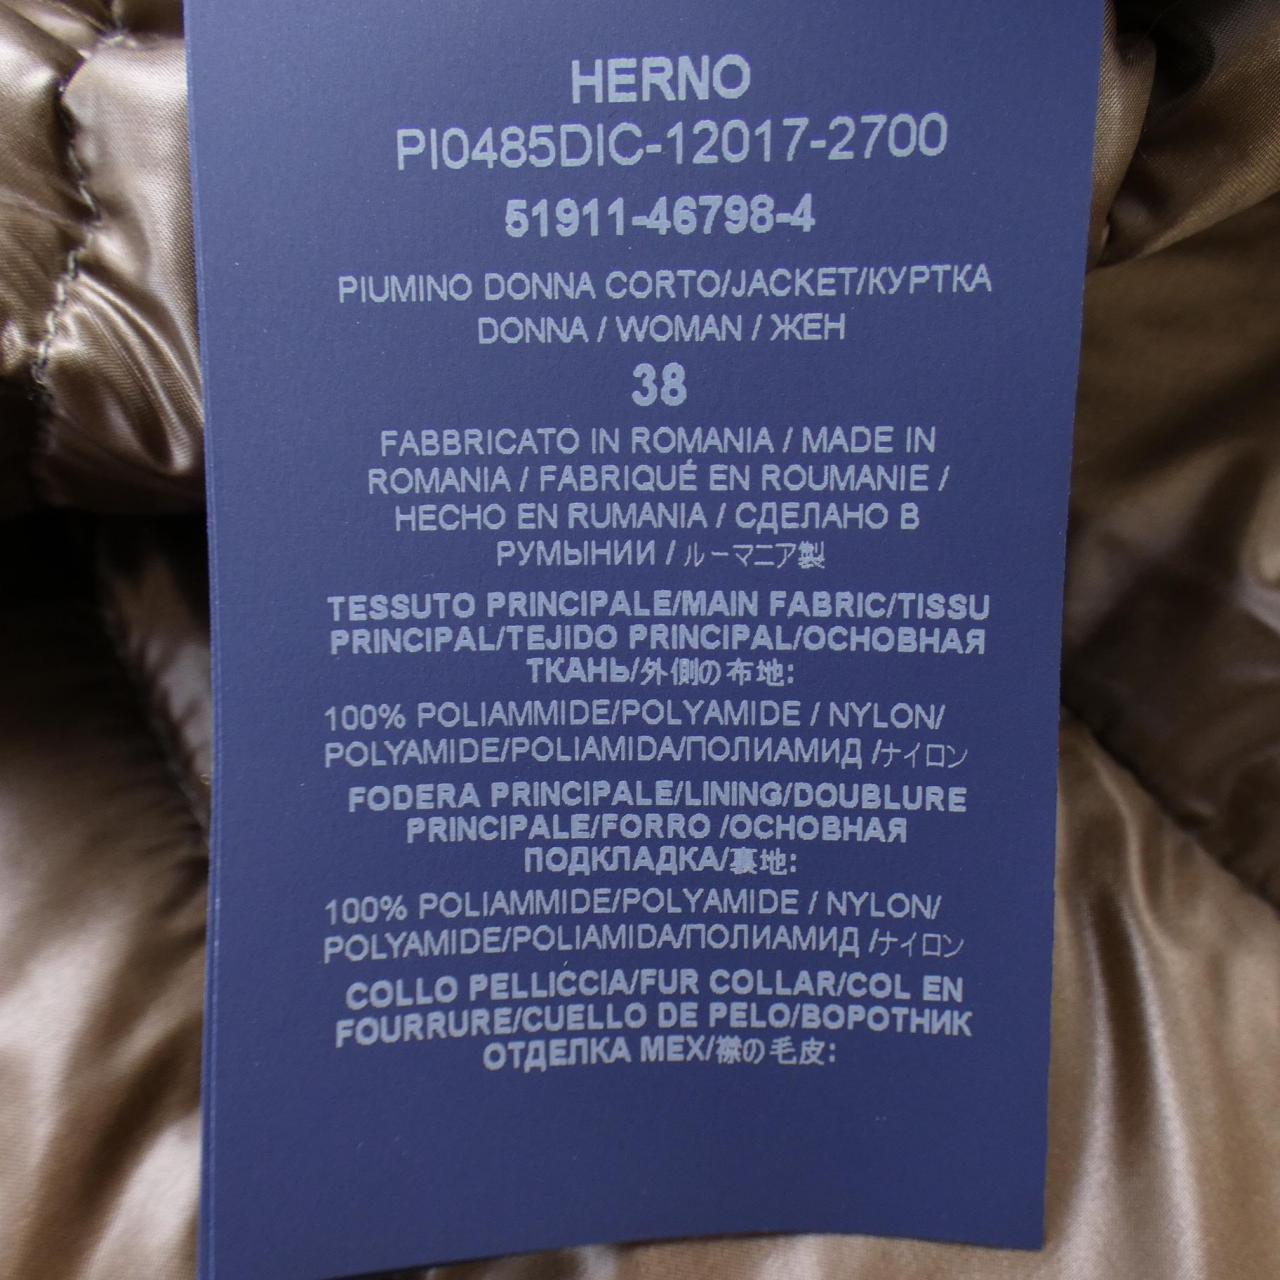 HERNO
PI0485DIC-12017-2700
51911-46798-4
PIUMINO DONNA CORTO/JACKET/КУРТКА
DONNA / WOMAN / ЖЕН
38
FABBRICATO IN ROMANIA / MADE IN
ROMANIA / FABRIQUÉ EN ROUMANIE /
HECHO EN RUMANIA / СДЕЛАНО В
РУМЫНИИ / ルーマニア製
TESSUTO PRINCIPALE/MAIN FABRIC/TISSU
PRINCIPAL/TEJIDO PRINCIPAL/ОСНОВНАЯ
ТКАНЬ/外側の布地:
100% POLIAMMIDE/POLYAMIDE / NYLON/
POLYAMIDE/POLIAMIDA/ПОЛИАМИД /ナイロン
FODERA PRINCIPALE/LINING/DOUBLURE
PRINCIPALE/FORRO /ОСНОВНАЯ
ПОДКЛАДКА/裏地:
100% POLIAMMIDE/POLYAMIDE / NYLON/
POLYAMIDE/POLIAMIDA/ПОЛИАМИД /ナイロン
COLLO PELLICCIA/FUR COLLAR/COL EN
FOURRURE/CUELLO DE PELO/ВОРОТНИК
ОТДЕЛКА МЕХ/襟の毛皮: